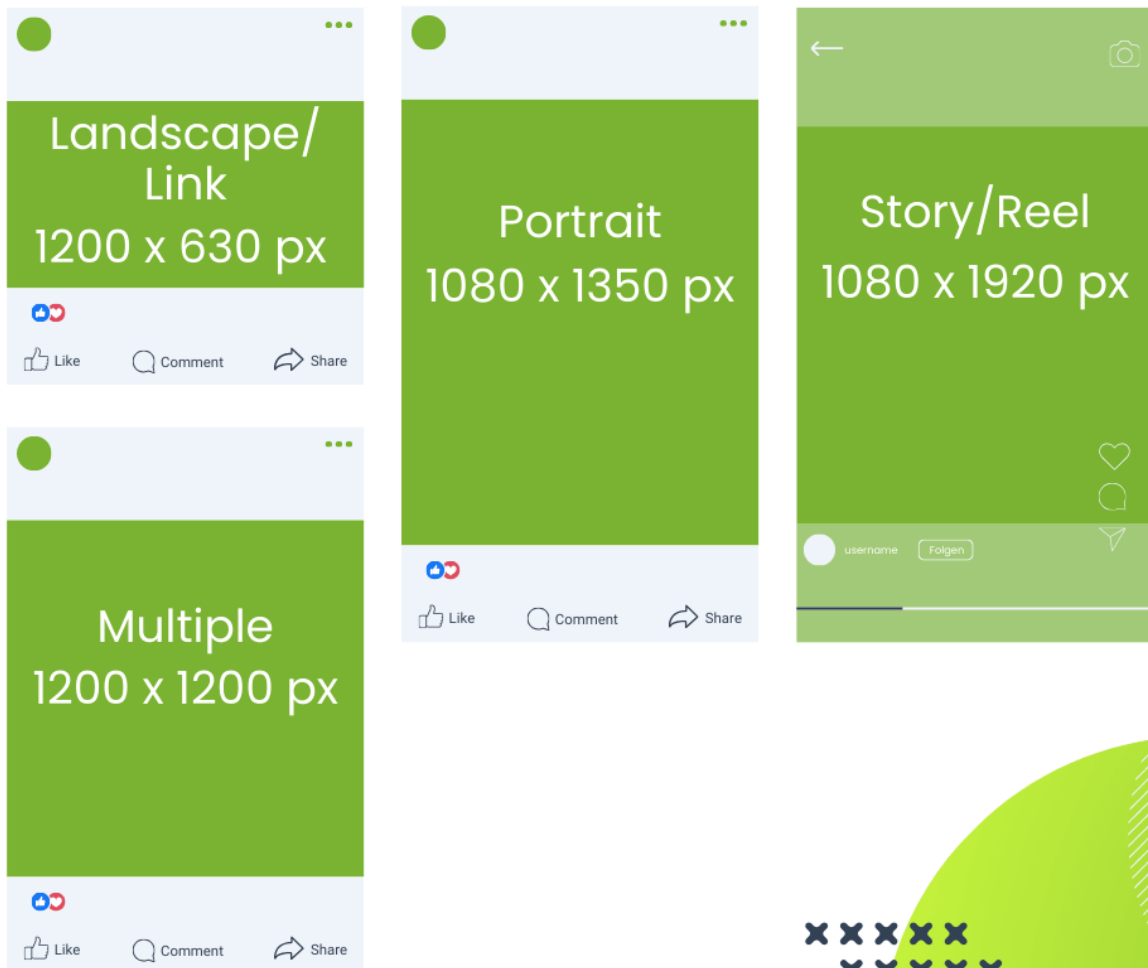 Landscape/
Link
1200 x 630 px
Like Comment Share
Multiple
1200 x 1200 px
Like Comment Share
Portrait
1080 x 1350 px
Like Comment Share
Story/Reel
1080 x 1920 px
username Folgen